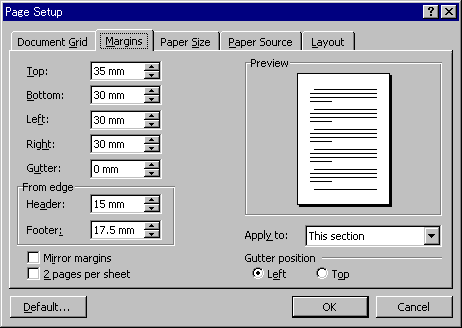 Page Setup
Document Grid Margins Paper Size Paper Source Layout
Top: 35 mm
Bottom: 30 mm
Left: 30 mm
Right: 30 mm
Gutter: 0 mm
From edge
Header: 15 mm
Footer: 17.5 mm
Mirror margins
2 pages per sheet
Preview
Apply to: This section
Gutter position
Left Top
Default... OK Cancel